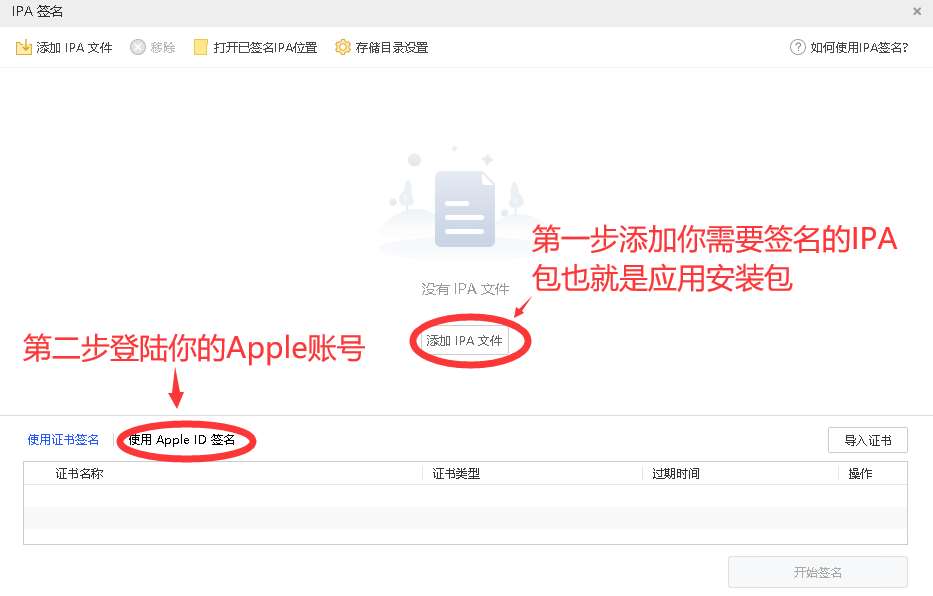 IPA 签名
添加 IPA 文件 移除 打开已签名IPA位置 存储目录设置 如何使用IPA签名?
第一步添加你需要签名的IPA
包也就是应用安装包
没有 IPA 文件
添加 IPA 文件
第二步登陆你的Apple账号
使用证书签名 使用 Apple ID 签名 导入证书
证书名称 证书类型 过期时间 操作
开始签名